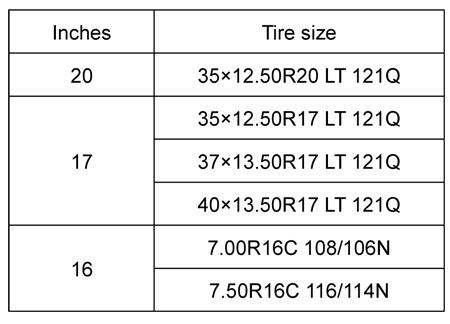 Inches Tire size
20 35×12.50R20 LT 121Q
35×12.50R17 LT 121Q
17 37×13.50R17 LT 121Q
40×13.50R17 LT 121Q
16 7.00R16C 108/106N
7.50R16C 116/114N